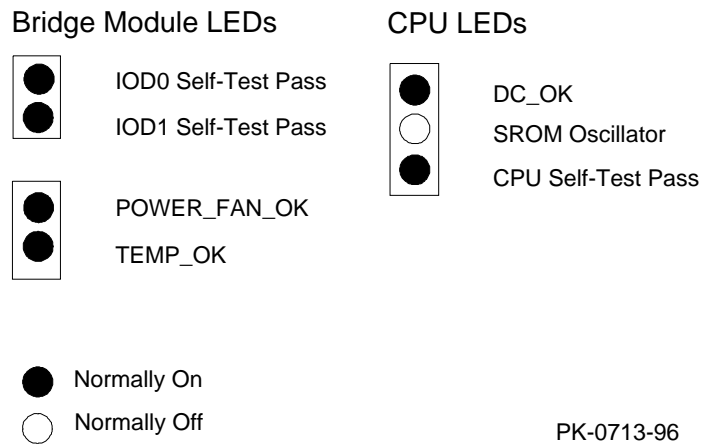 Bridge Module LEDs
IOD0 Self-Test Pass
IOD1 Self-Test Pass
POWER_FAN_OK
TEMP_OK
CPU LEDs
DC_OK
SROM Oscillator
CPU Self-Test Pass
Normally On
Normally Off
PK-0713-96